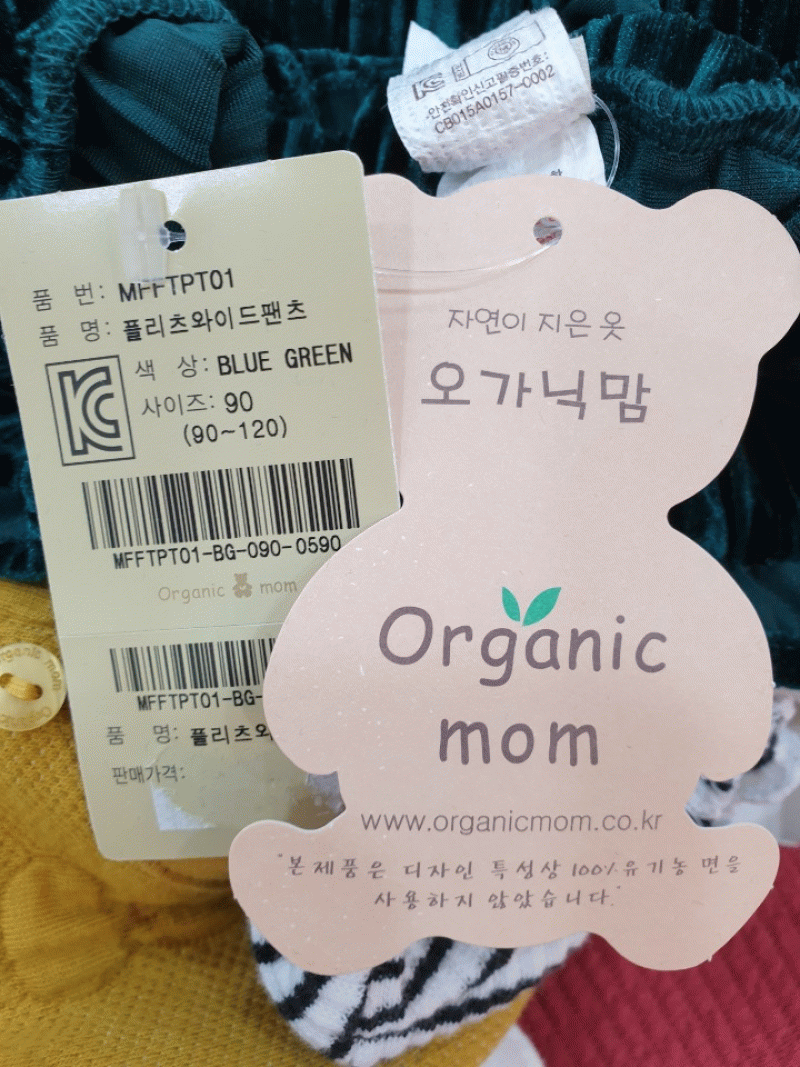 안전확인신고필증번호:
CB015A0157-0002
품 번: MFFTPT01
품 명: 플리츠와이드팬츠
색 상: BLUE GREEN
사이즈: 90
(90~120)
MFFTPT01-BG-090-0590
Organic mom
MFFTPT01-BG-
품 명: 플리츠와
판매가격:
자연이 지은 옷
오가닉맘
Organic
mom
www.organicmom.co.kr
"본제품은 디자인 특성상 100% 유기농 면을
사용하지 않았습니다."
organic mom